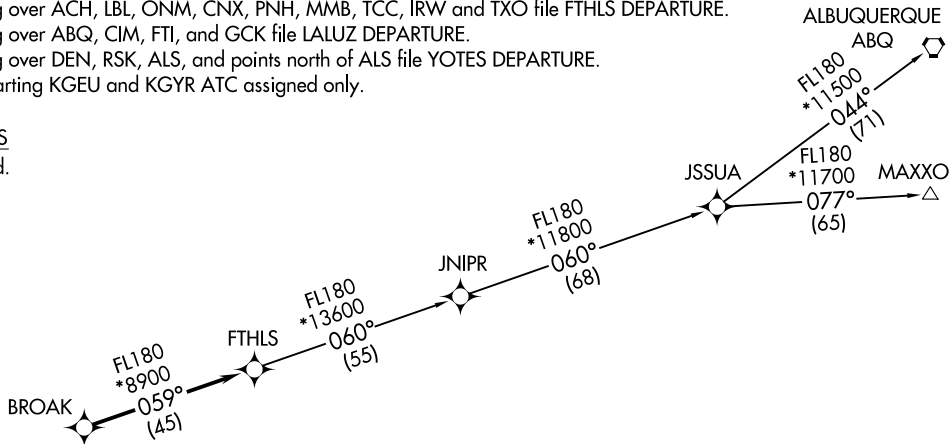 g over ACH, LBL, ONM, CNX, PNH, MMB, TCC, IRW and TXO file FTHLS DEPARTURE.
g over ABQ, CIM, FTI, and GCK file LALUZ DEPARTURE.
g over DEN, RSK, ALS, and points north of ALS file YOTES DEPARTURE.
arting KGEU and KGYR ATC assigned only.
S
d.
ALBUQUERQUE
ABQ
FL180
*11500
044°
(71)
FL180
*11700
077°
(65)
MAXXO
JSSUA
FL180
*11800
060°
(68)
JNIPR
FL180
*13600
060°
(55)
FTHLS
FL180
*8900
059°
(45)
BROAK